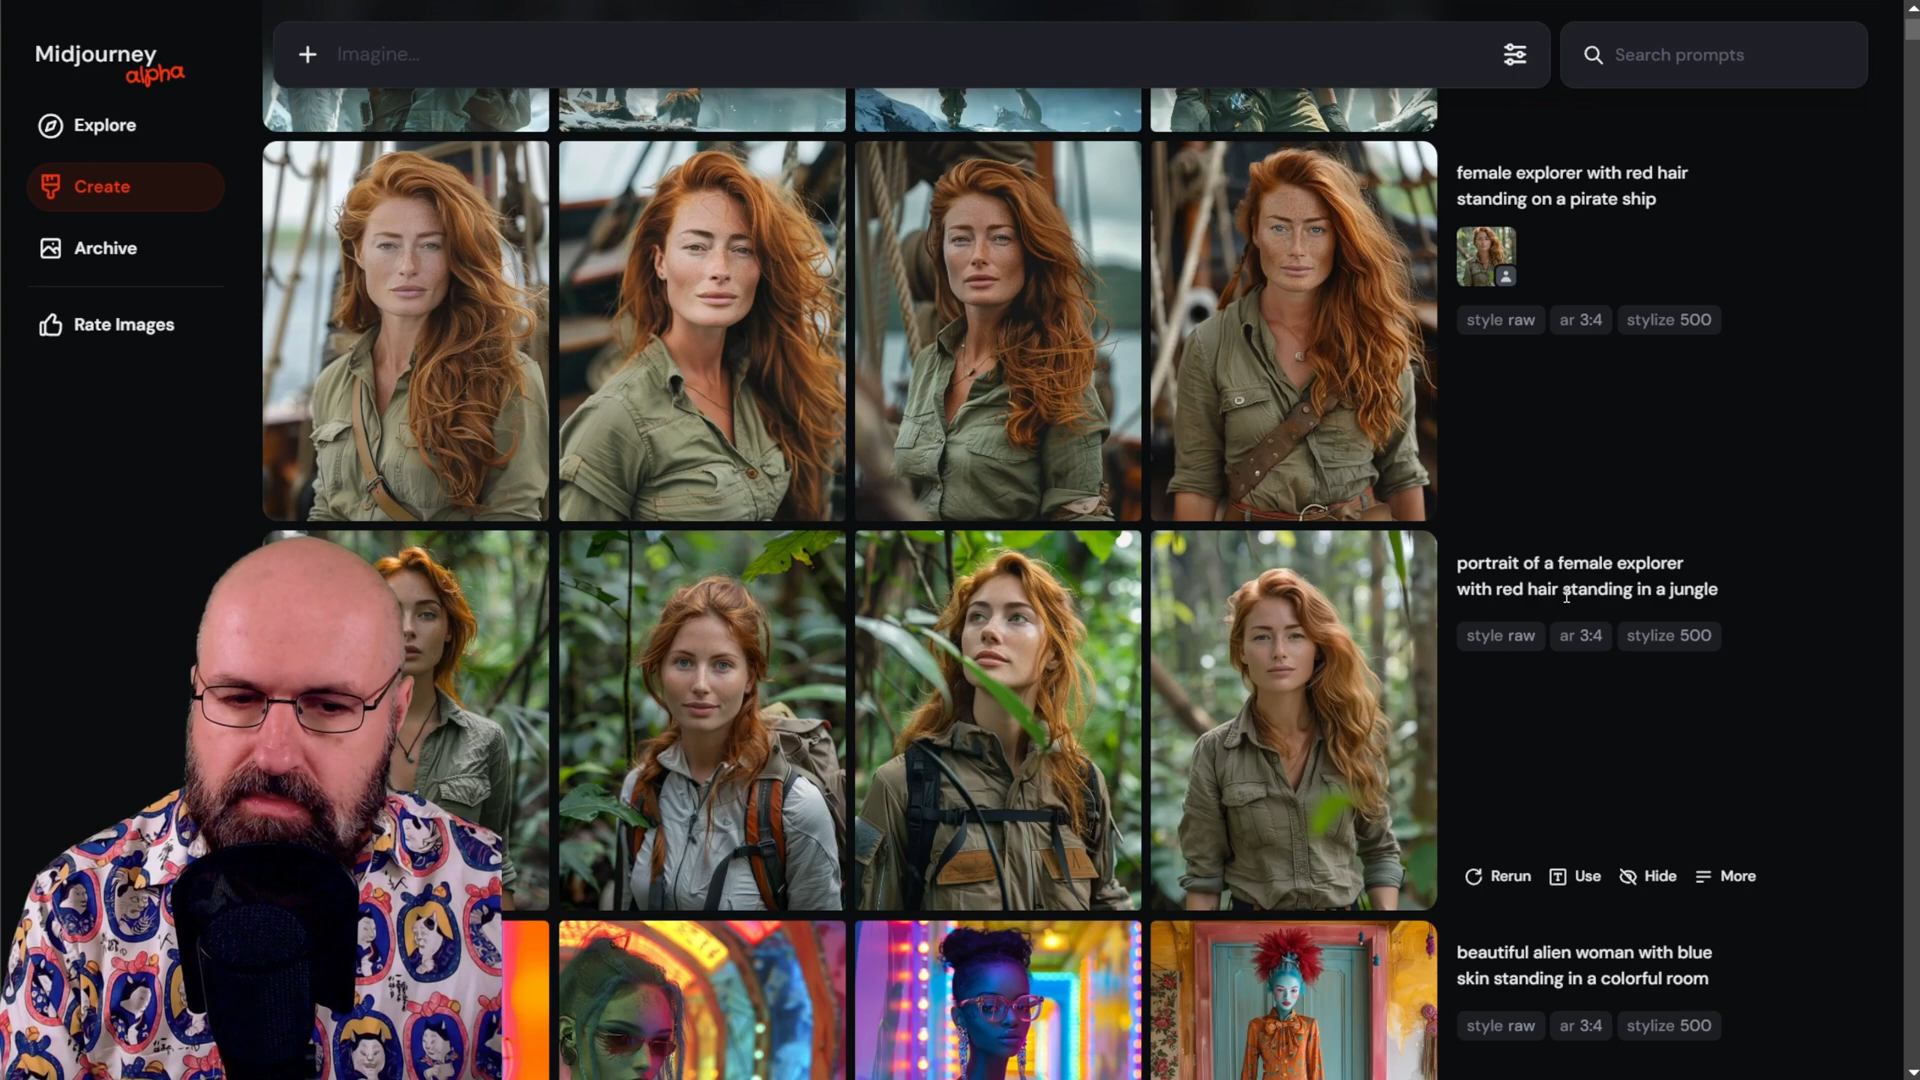 Midjourney
alpha
Imagine...
Search prompts
Explore
Create
Archive
Rate Images
female explorer with red hair
standing on a pirate ship
style raw
ar 3:4
stylize 500
portrait of a female explorer
with red hair standing in a jungle
style raw
ar 3:4
stylize 500
Rerun
Use
Hide
More
beautiful alien woman with blue
skin standing in a colorful room
style raw
ar 3:4
stylize 500